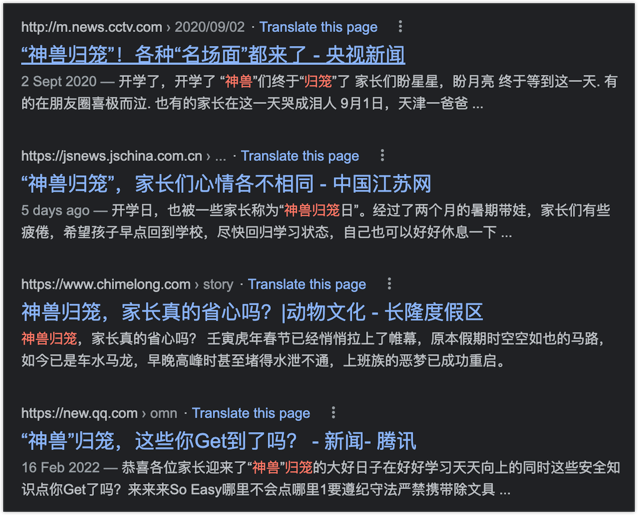 http://m.news.cctv.com › 2020/09/02 · Translate this page
“神兽归笼”！各种“名场面”都来了 - 央视新闻
2 Sept 2020 — 开学了，开学了 “神兽”们终于“归笼”了 家长们盼星星，盼月亮 终于等到这一天. 有
的在朋友圈喜极而泣. 也有的家长在这一天哭成泪人 9月1日，天津一爸爸 ...
https://jsnews.jschina.com.cn › ... · Translate this page
“神兽归笼”，家长们心情各不相同 - 中国江苏网
5 days ago — 开学日，也被一些家长称为“神兽归笼日”。经过了两个月的暑期带娃，家长们有些
疲倦，希望孩子早点回到学校，尽快回归学习状态，自己也可以好好休息一下 ...
https://www.chimelong.com › story · Translate this page
神兽归笼，家长真的省心吗？|动物文化 - 长隆度假区
神兽归笼，家长真的省心吗？ 壬寅虎年春节已经悄悄拉上了帷幕，原本假期时空空如也的马路，
如今已是车水马龙，早晚高峰时甚至堵得水泄不通，上班族的恶梦已成功重启。
https://new.qq.com › omn · Translate this page
“神兽”归笼，这些你Get到了吗？ - 新闻- 腾讯
16 Feb 2022 — 恭喜各位家长迎来了“神兽”归笼的大好日子在好好学习天天向上的同时这些安全知
识点你Get了吗？来来来So Easy哪里不会点哪里1要遵纪守法严禁携带除文具 ...